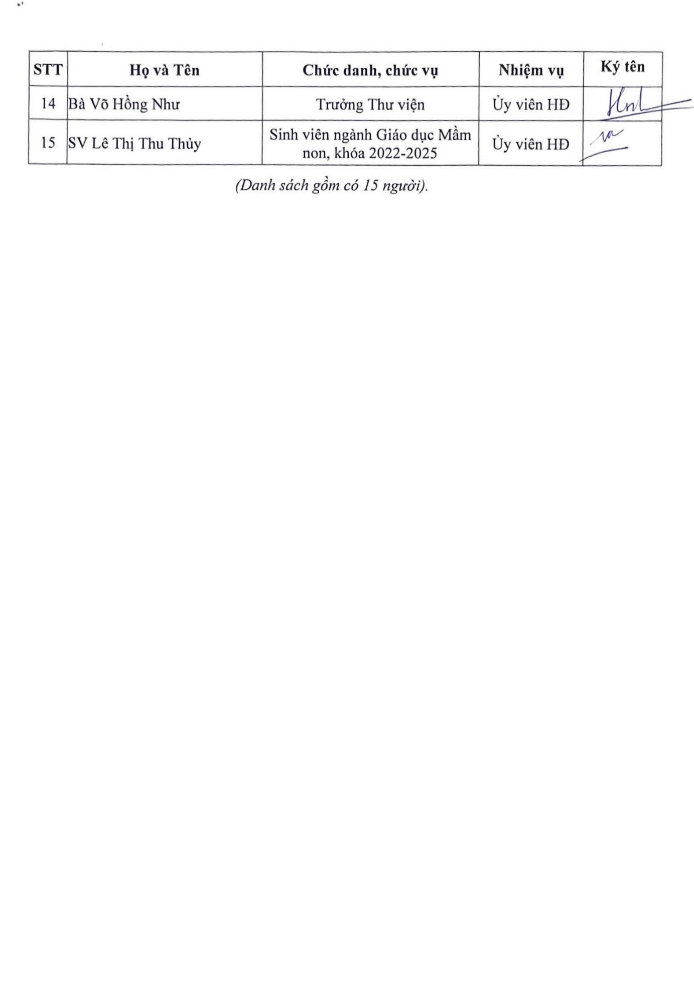 STT Họ và Tên Chức danh, chức vụ Nhiệm vụ Ký tên
14 Bà Võ Hồng Như Trưởng Thư viện Ủy viên HĐ
15 SV Lê Thị Thu Thủy Sinh viên ngành Giáo dục Mầm non, khóa 2022-2025 Ủy viên HĐ
(Danh sách gồm có 15 người).